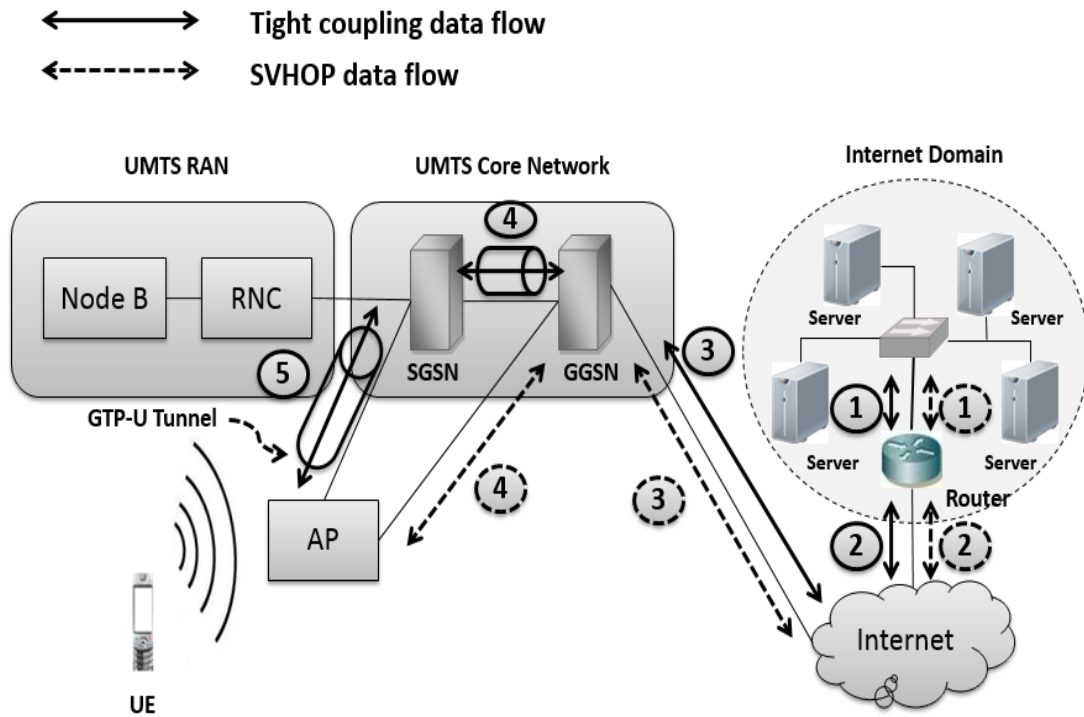 Tight coupling data flow
SVHOP data flow
UMTS RAN
UMTS Core Network
Internet Domain
Node B
RNC
SGSN
4
GGSN
5
GTP-U Tunnel
AP
4
3
3
Server
Server
Server
Server
1
1
Router
2
2
Internet
UE